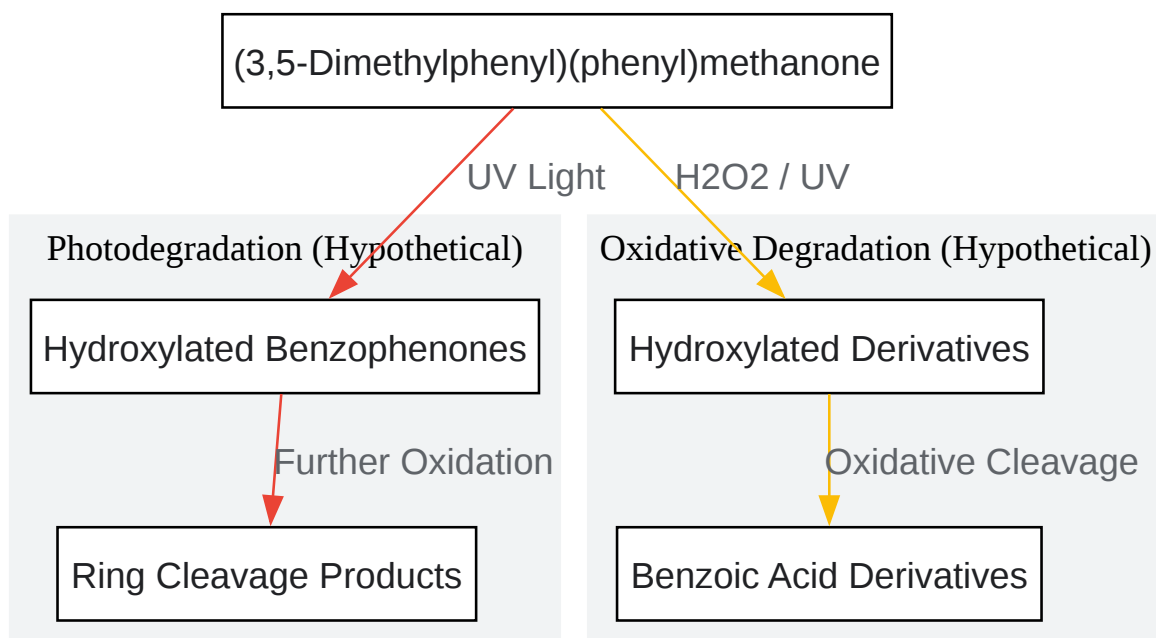 (3,5-Dimethylphenyl)(phenyl)methanone
UV Light
H2O2 / UV
Photodegradation (Hypothetical)
Oxidative Degradation (Hypothetical)
Hydroxylated Benzophenones
Hydroxylated Derivatives
Further Oxidation
Oxidative Cleavage
Ring Cleavage Products
Benzoic Acid Derivatives